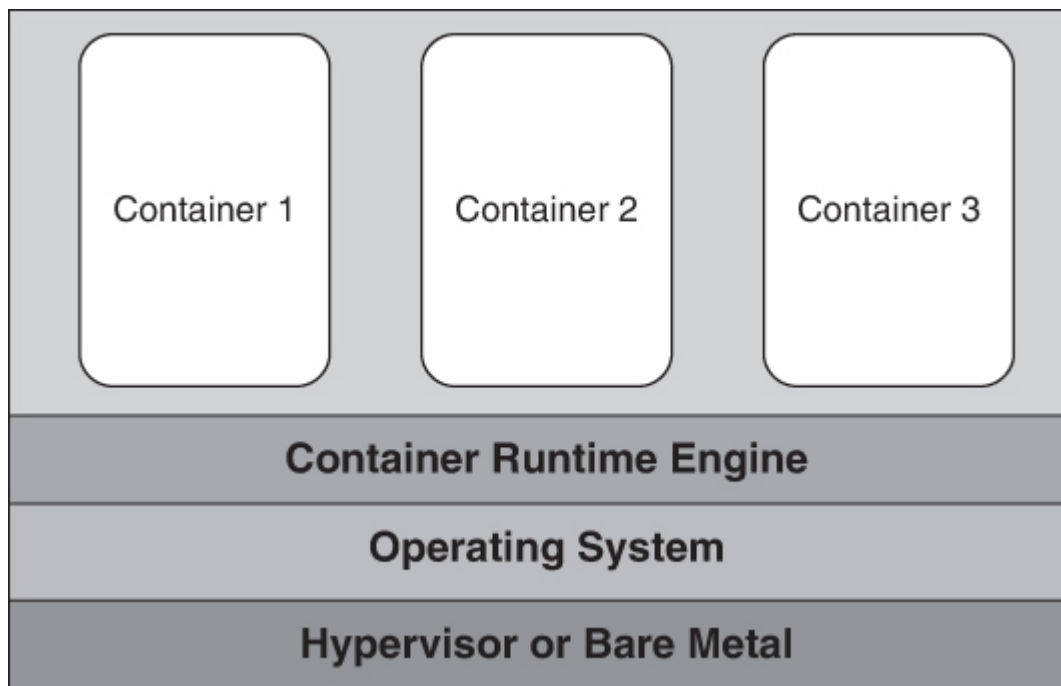 Container 1
Container 2
Container 3
Container Runtime Engine
Operating System
Hypervisor or Bare Metal